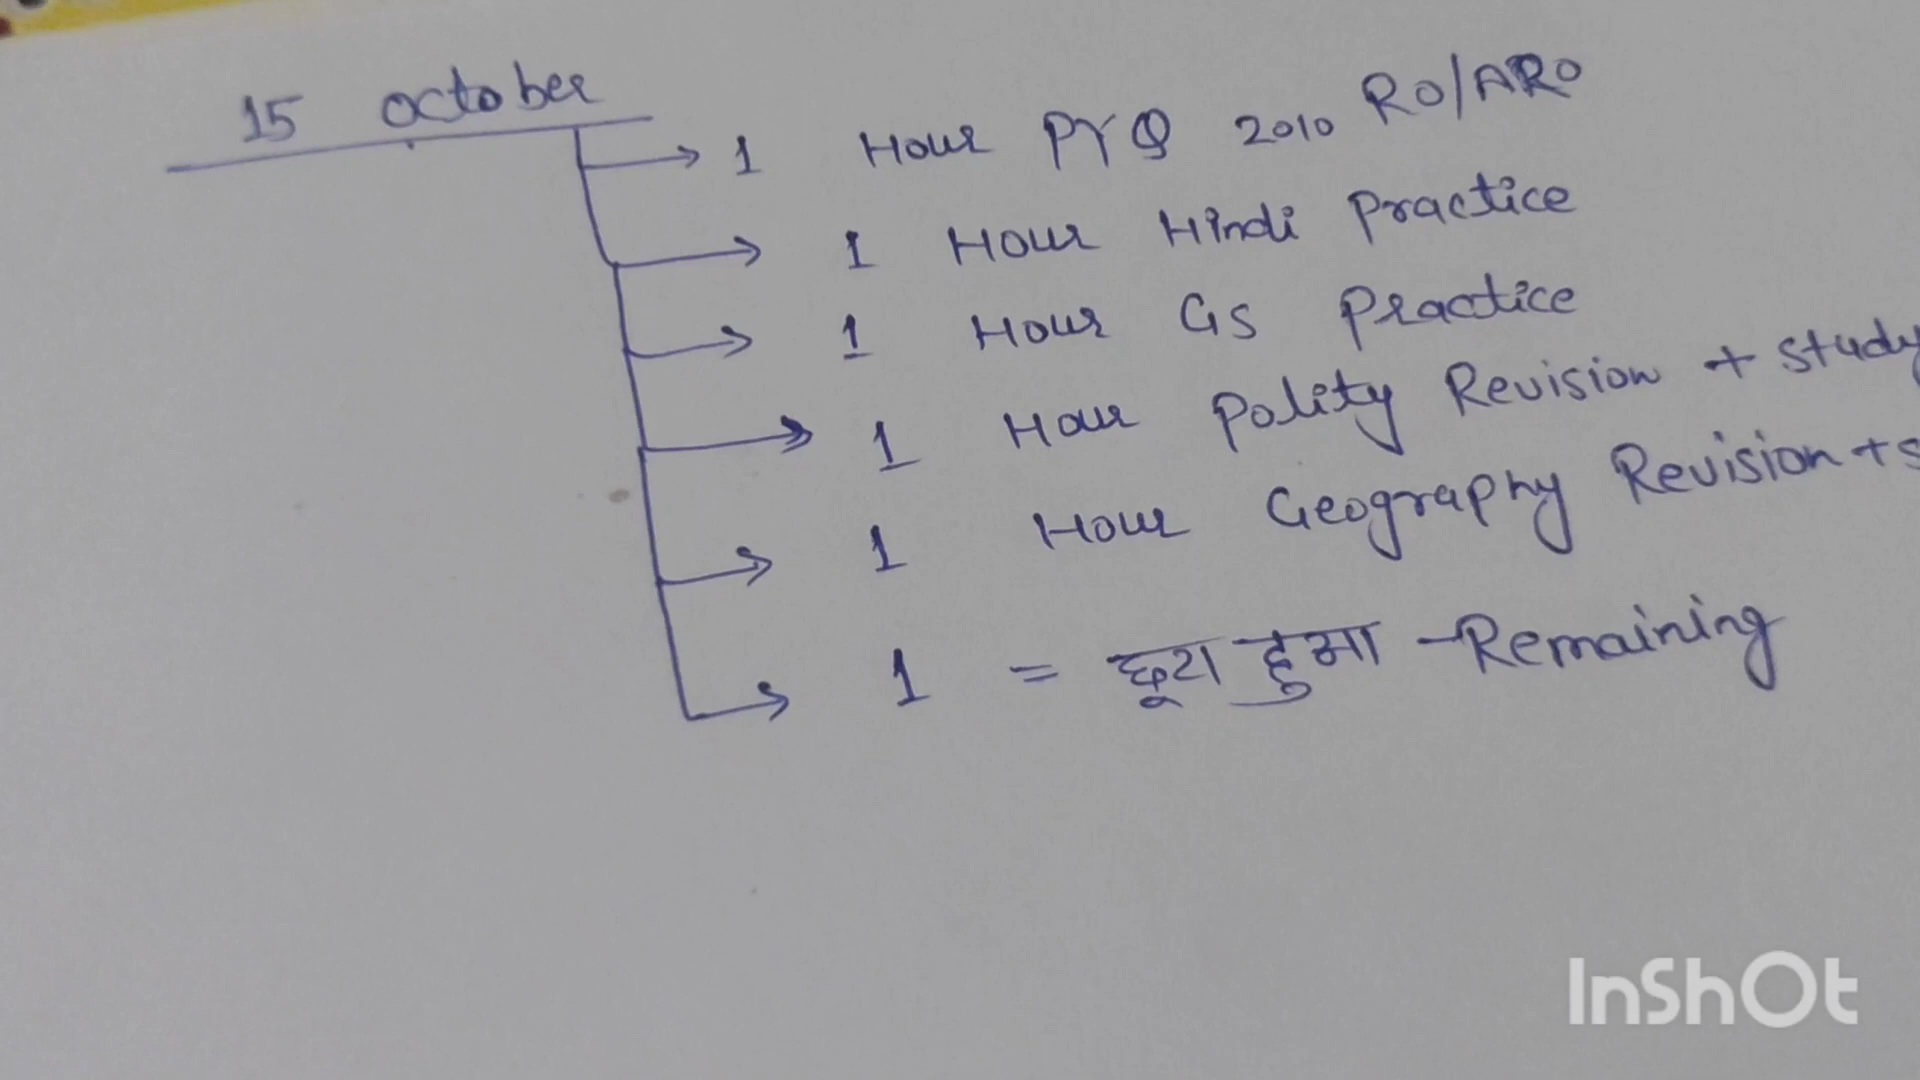 15 october
1 Hour PYQ 2010 RO/ARO
1 Hour Hindi Practice
1 Hour GS Practice
1 Hour Polity Revision + study
1 Hour Geography Revision + s
1 = छूटा हुआ - Remaining
InShOt